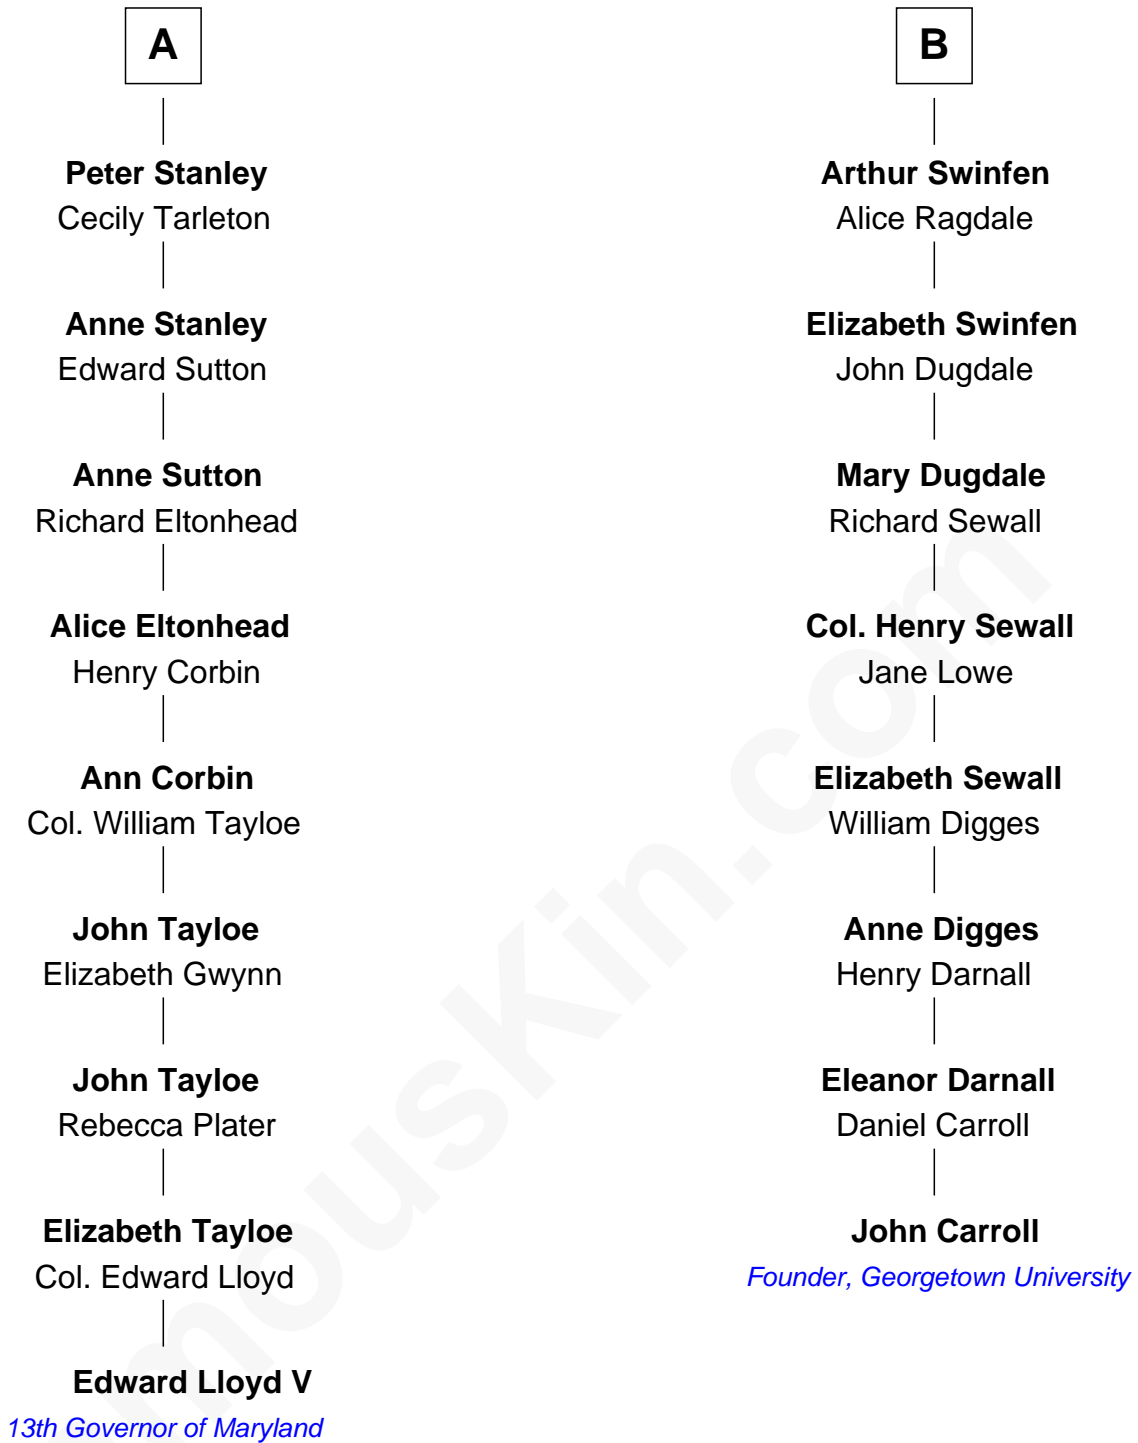 A
Peter Stanley
Cecily Tarleton
Anne Stanley
Edward Sutton
Anne Sutton
Richard Eltonhead
Alice Eltonhead
Henry Corbin
Ann Corbin
Col. William Tayloe
John Tayloe
Elizabeth Gwynn
John Tayloe
Rebecca Plater
Elizabeth Tayloe
Col. Edward Lloyd
Edward Lloyd V
13th Governor of Maryland
B
Arthur Swinfen
Alice Ragdale
Elizabeth Swinfen
John Dugdale
Mary Dugdale
Richard Sewall
Col. Henry Sewall
Jane Lowe
Elizabeth Sewall
William Digges
Anne Digges
Henry Darnall
Eleanor Darnall
Daniel Carroll
John Carroll
Founder, Georgetown University
mousKin.com